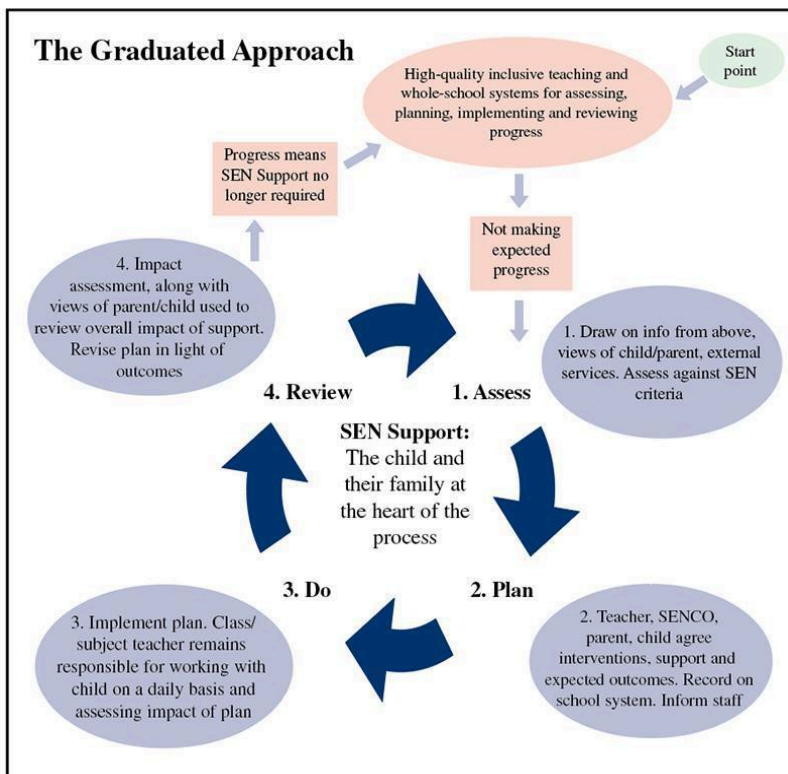 The Graduated Approach
Start
point
High-quality inclusive teaching and
whole-school systems for assessing,
planning, implementing and reviewing
progress
Progress means
SEN Support no
longer required
Not making
expected
progress
4. Impact
assessment, along with
views of parent/child used to
review overall impact of support.
Revise plan in light of
outcomes
1. Draw on info from above,
views of child/parent, external
services. Assess against SEN
criteria
4. Review
1. Assess
SEN Support:
The child and
their family at
the heart of the
process
3. Do
2. Plan
3. Implement plan. Class/
subject teacher remains
responsible for working with
child on a daily basis and
assessing impact of plan
2. Teacher, SENCO,
parent, child agree
interventions, support and
expected outcomes. Record on
school system. Inform staff